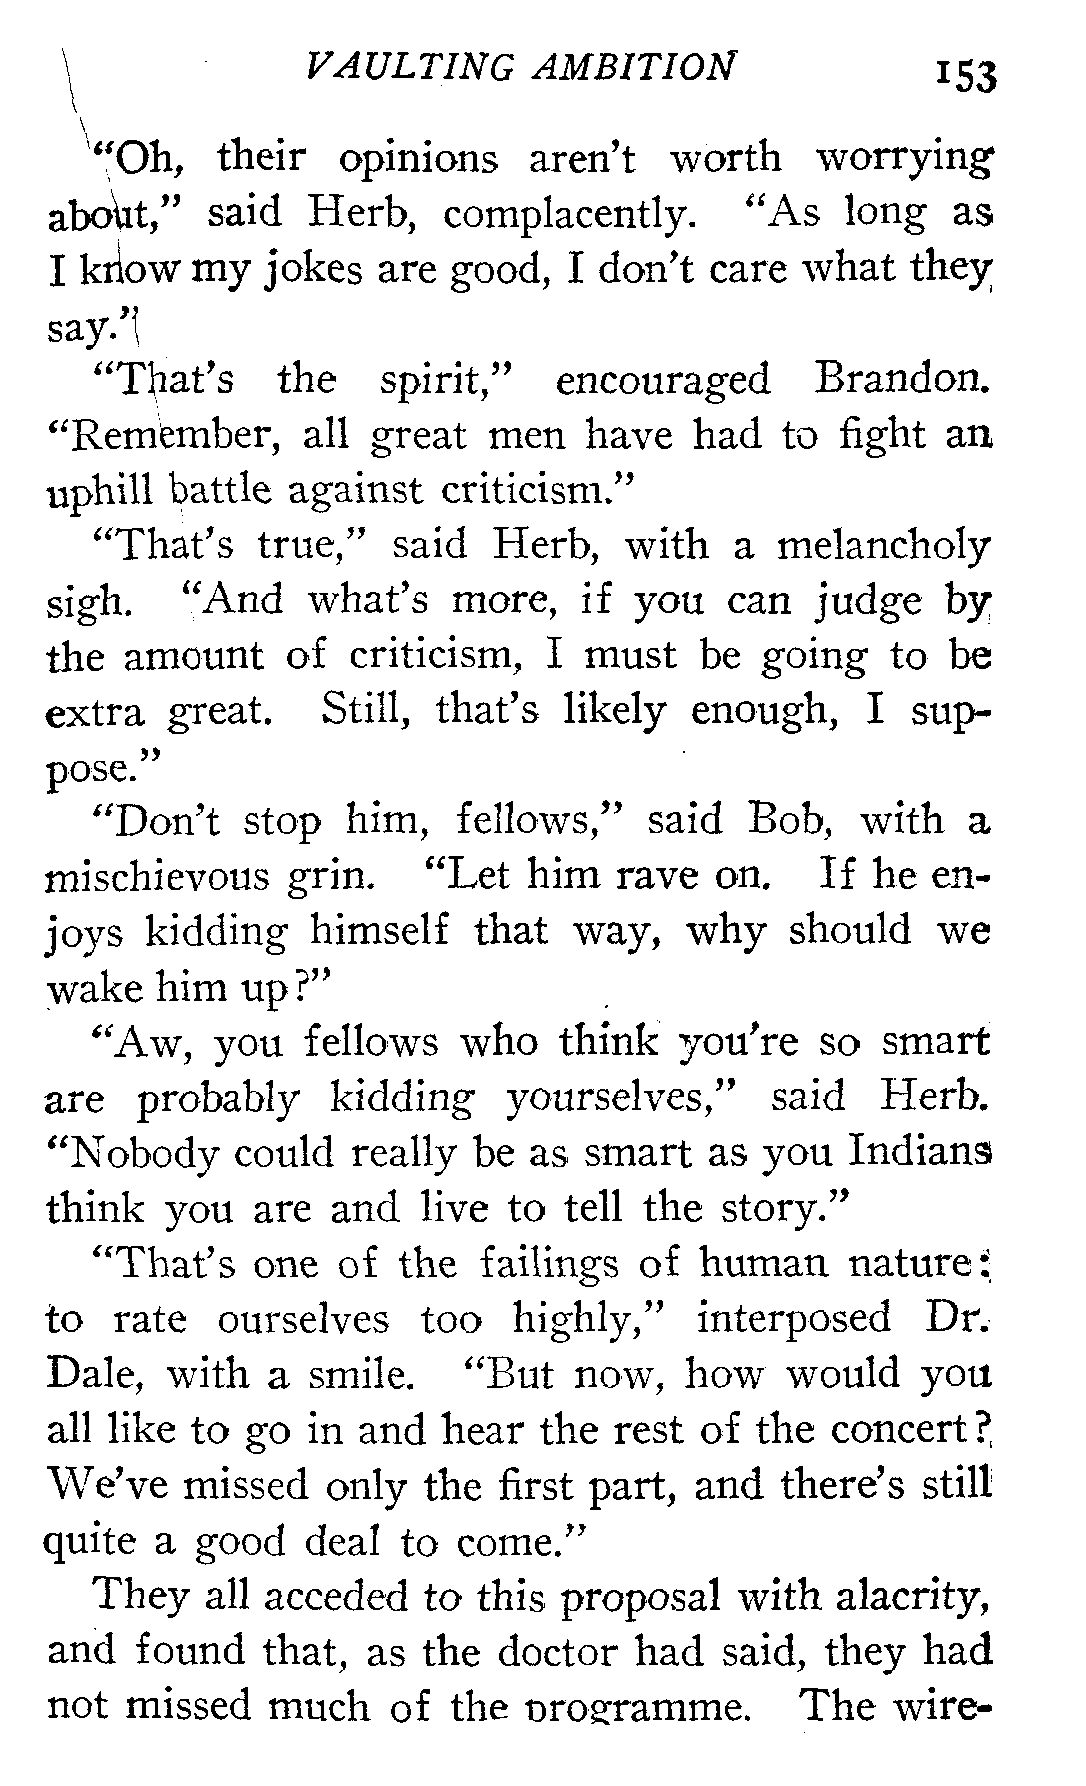 VAULTING AMBITION 153
"Oh, their opinions aren't worth worrying
about," said Herb, complacently. "As long as
I know my jokes are good, I don't care what they
say."
"That's the spirit," encouraged Brandon.
"Remember, all great men have had to fight an
uphill battle against criticism."
"That's true," said Herb, with a melancholy
sigh. "And what's more, if you can judge by
the amount of criticism, I must be going to be
extra great. Still, that's likely enough, I sup-
pose."
"Don't stop him, fellows," said Bob, with a
mischievous grin. "Let him rave on. If he en-
joys kidding himself that way, why should we
wake him up?"
"Aw, you fellows who think you're so smart
are probably kidding yourselves," said Herb.
"Nobody could really be as smart as you Indians
think you are and live to tell the story."
"That's one of the failings of human nature:
to rate ourselves too highly," interposed Dr.
Dale, with a smile. "But now, how would you
all like to go in and hear the rest of the concert?
We've missed only the first part, and there's still
quite a good deal to come."
They all acceded to this proposal with alacrity,
and found that, as the doctor had said, they had
not missed much of the programme. The wire-